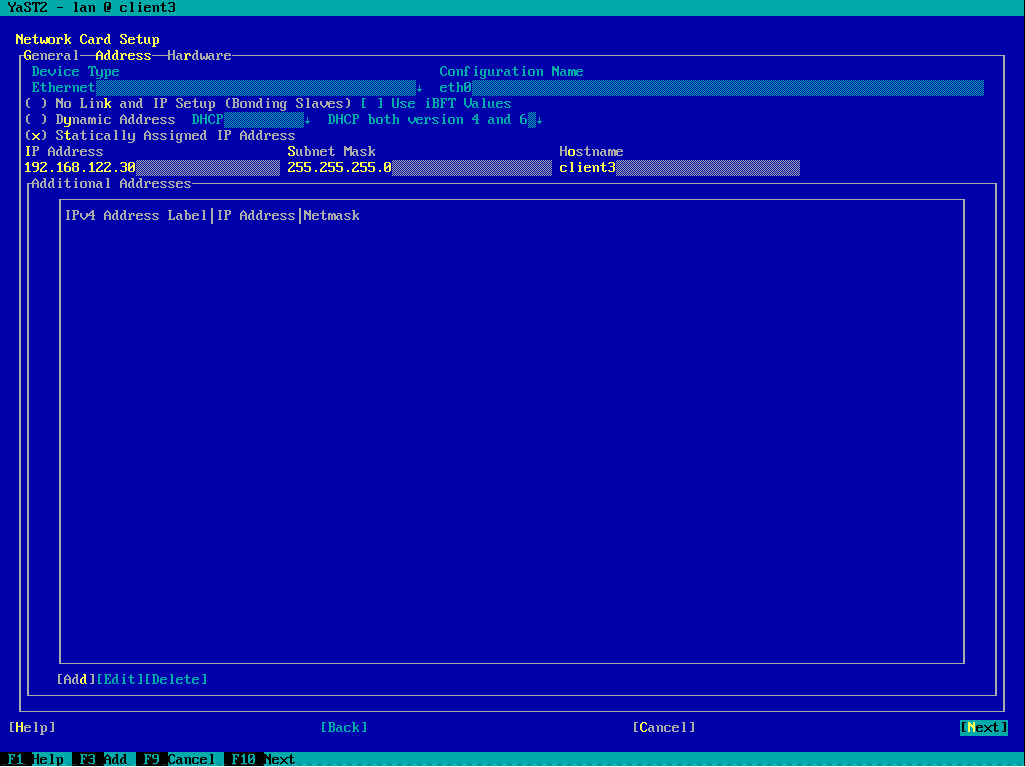 YaST2 - lan @ client3
Network Card Setup
General Address Hardware
Device Type Configuration Name
Ethernet ↓ eth0
( ) No Link and IP Setup (Bonding Slaves) [ ] Use iBFT Values
( ) Dynamic Address DHCP ↓ DHCP both version 4 and 6 ↓
(x) Statically Assigned IP Address
IP Address Subnet Mask Hostname
192.168.122.30 255.255.255.0 client3
Additional Addresses
IPv4 Address Label|IP Address|Netmask
[Add][Edit][Delete]
[Help] [Back] [Cancel] [Next]
F1 Help F3 Add F9 Cancel F10 Next